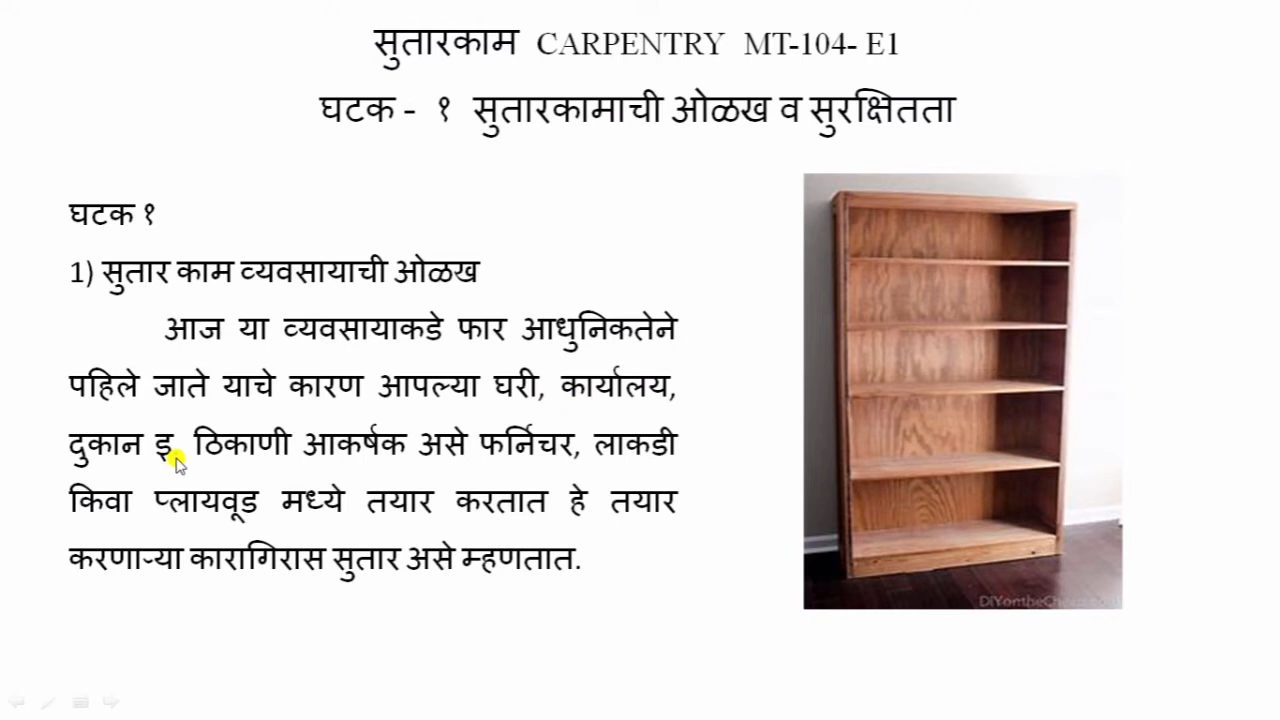 सुतारकाम CARPENTRY MT-104- E1
घटक - १ सुतारकामाची ओळख व सुरक्षितता
घटक १
1) सुतार काम व्यवसायाची ओळख
आज या व्यवसायाकडे फार आधुनिकतेने
पहिले जाते याचे कारण आपल्या घरी, कार्यालय,
दुकान इ. ठिकाणी आकर्षक असे फर्निचर, लाकडी
किवा प्लायवूड मध्ये तयार करतात हे तयार
करणाऱ्या कारागिरास सुतार असे म्हणतात.